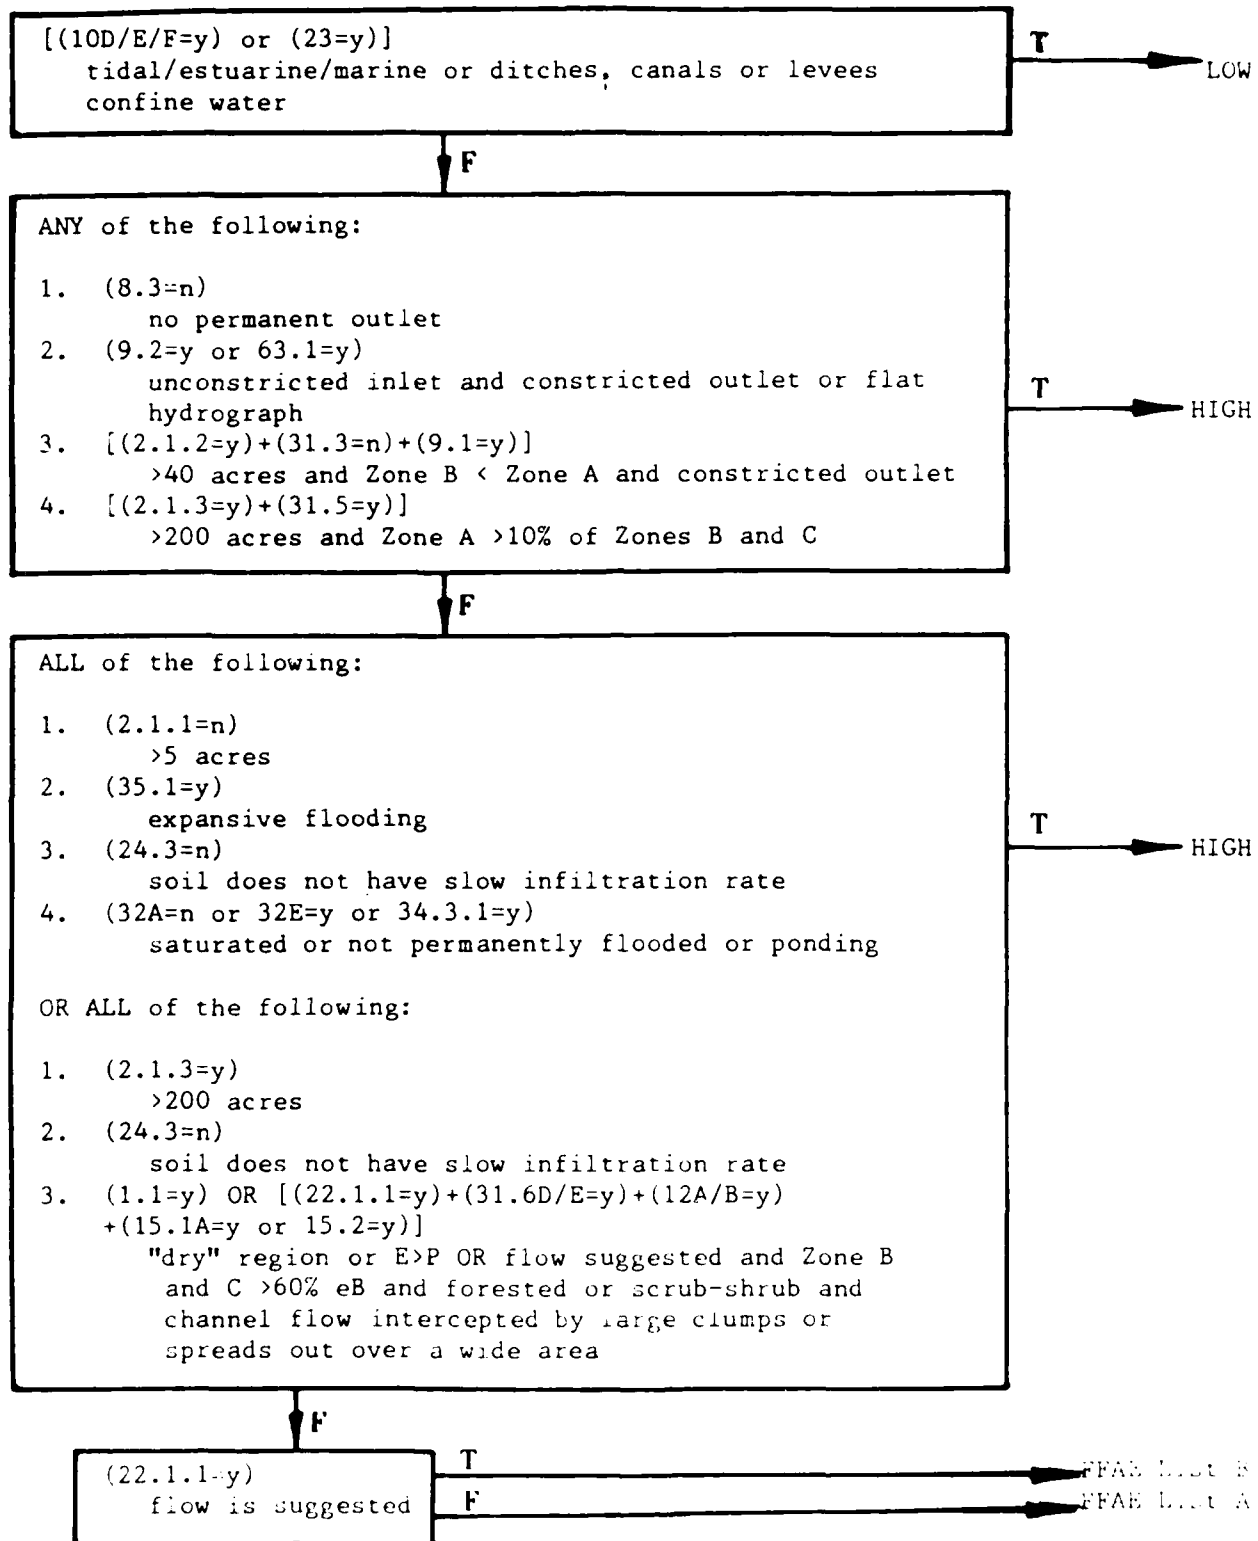 [(10D/E/F=y) or (23=y)]
tidal/estuarine/marine or ditches, canals or levees
confine water
T
LOW
F
ANY of the following:
1. (8.3=n)
no permanent outlet
2. (9.2=y or 63.1=y)
unconstricted inlet and constricted outlet or flat
hydrograph
T
HIGH
3. [(2.1.2=y)+(31.3=n)+(9.1=y)]
>40 acres and Zone B < Zone A and constricted outlet
4. [(2.1.3=y)+(31.5=y)]
>200 acres and Zone A >10% of Zones B and C
F
ALL of the following:
1. (2.1.1=n)
>5 acres
2. (35.1=y)
expansive flooding
T
HIGH
3. (24.3=n)
soil does not have slow infiltration rate
4. (32A=n or 32E=y or 34.3.1=y)
saturated or not permanently flooded or ponding
OR ALL of the following:
1. (2.1.3=y)
>200 acres
2. (24.3=n)
soil does not have slow infiltration rate
3. (1.1=y) OR [(22.1.1=y)+(31.6D/E=y)+(12A/B=y)
+(15.1A=y or 15.2=y)]
"dry" region or E>P OR flow suggested and Zone B
and C >60% eB and forested or scrub-shrub and
channel flow intercepted by large clumps or
spreads out over a wide area
F
(22.1.1=y)
flow is suggested
T
List
F
List A